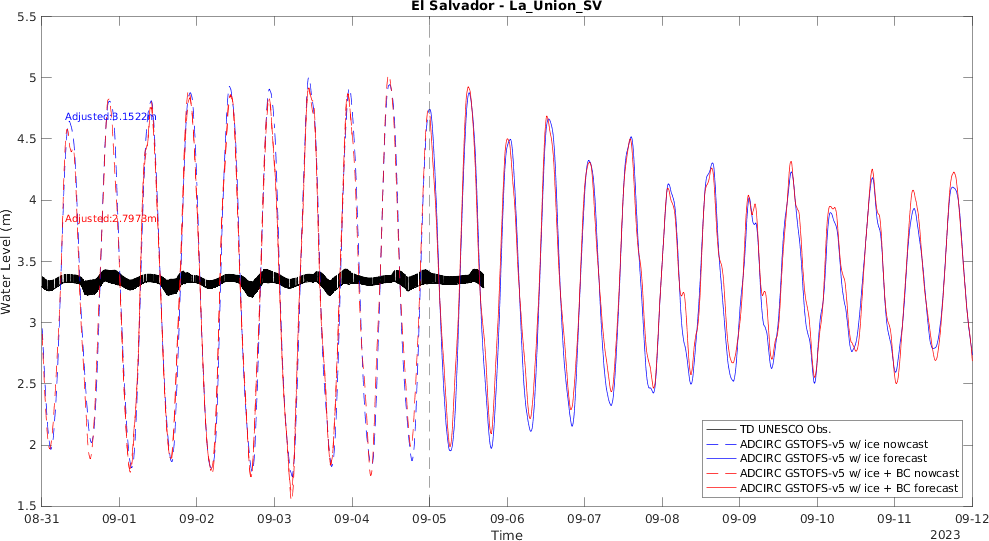 El Salvador - La_Union_SV
5.5
5
4.5
4
3.5
3
2.5
2
1.5
Water Level (m)
Adjusted:3.1522m
Adjusted:2.7973m
TD UNESCO Obs.
ADCIRC GSTOFS-v5 w/ ice nowcast
ADCIRC GSTOFS-v5 w/ ice forecast
ADCIRC GSTOFS-v5 w/ ice + BC nowcast
ADCIRC GSTOFS-v5 w/ ice + BC forecast
08-31 09-01 09-02 09-03 09-04 09-05 09-06 09-07 09-08 09-09 09-10 09-11 09-12
Time
2023